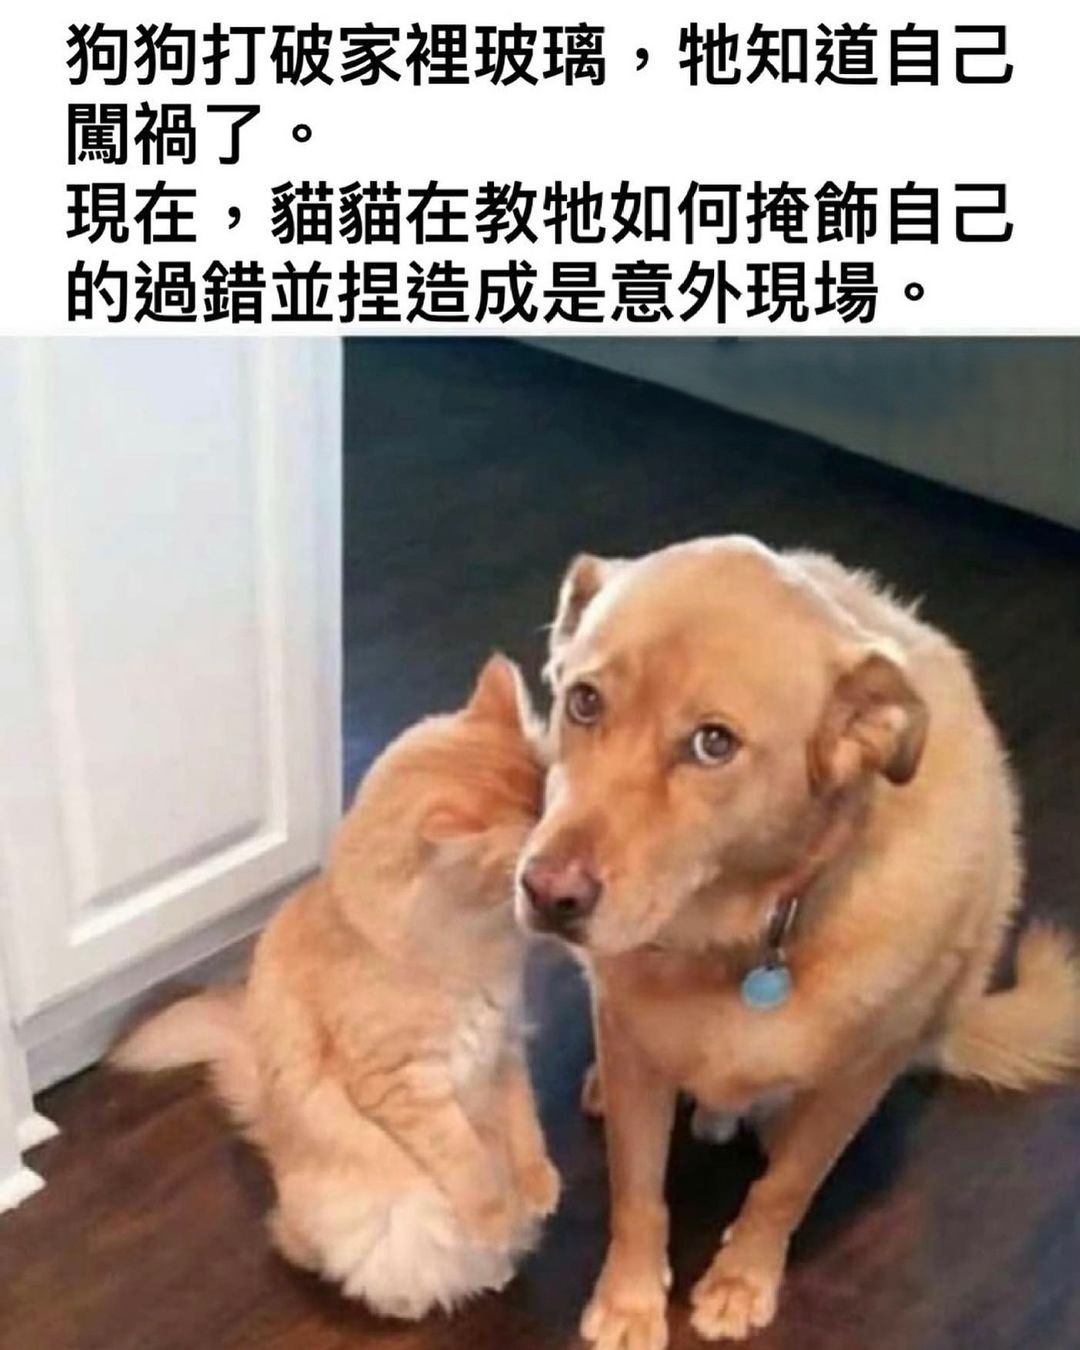 狗狗打破家裡玻璃，牠知道自己
闖禍了。
現在，貓貓在教牠如何掩飾自己
的過錯並捏造成是意外現場。